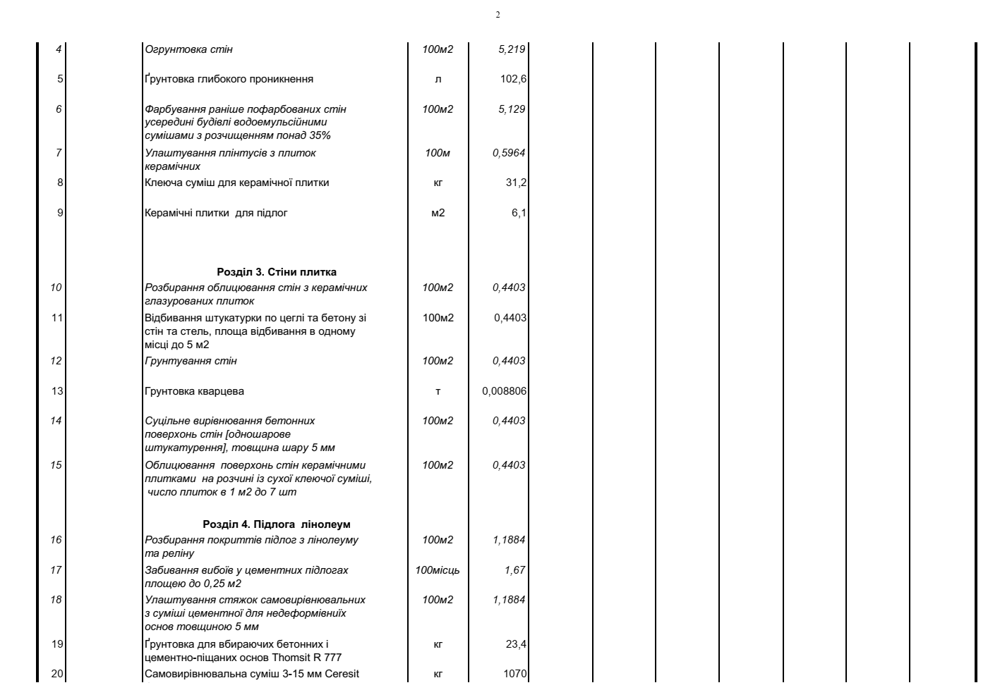 2
4 Огрунтовка стін 100м2 5,219
5 Ґрунтовка глибокого проникнення л 102,6
6 Фарбування раніше пофарбованих стін 100м2 5,129
усередині будівлі водоемульсійними
сумішами з розчищенням понад 35%
7 Улаштування плінтусів з плиток 100м 0,5964
керамічних
8 Клеюча суміш для керамічної плитки кг 31,2
9 Керамічні плитки для підлог м2 6,1
Розділ 3. Стіни плитка
10 Розбирання облицювання стін з керамічних 100м2 0,4403
глазурованих плиток
11 Відбивання штукатурки по цеглі та бетону зі 100м2 0,4403
стін та стель, площа відбивання в одному
місці до 5 м2
12 Грунтування стін 100м2 0,4403
13 Грунтовка кварцева т 0,008806
14 Суцільне вирівнювання бетонних 100м2 0,4403
поверхонь стін [одношарове
штукатурення], товщина шару 5 мм
15 Облицювання поверхонь стін керамічними 100м2 0,4403
плитками на розчині із сухої клеючої суміші,
число плиток в 1 м2 до 7 шт
Розділ 4. Підлога лінолеум
16 Розбирання покриттів підлог з лінолеуму 100м2 1,1884
та реліну
17 Забивання вибоїв у цементних підлогах 100місць 1,67
площею до 0,25 м2
18 Улаштування стяжок самовирівнювальних 100м2 1,1884
з суміші цементної для недеформівниїх
основ товщиною 5 мм
19 Ґрунтовка для вбираючих бетонних і кг 23,4
цементно-піщаних основ Thomsit R 777
20 Самовирівнювальна суміш 3-15 мм Ceresit кг 1070